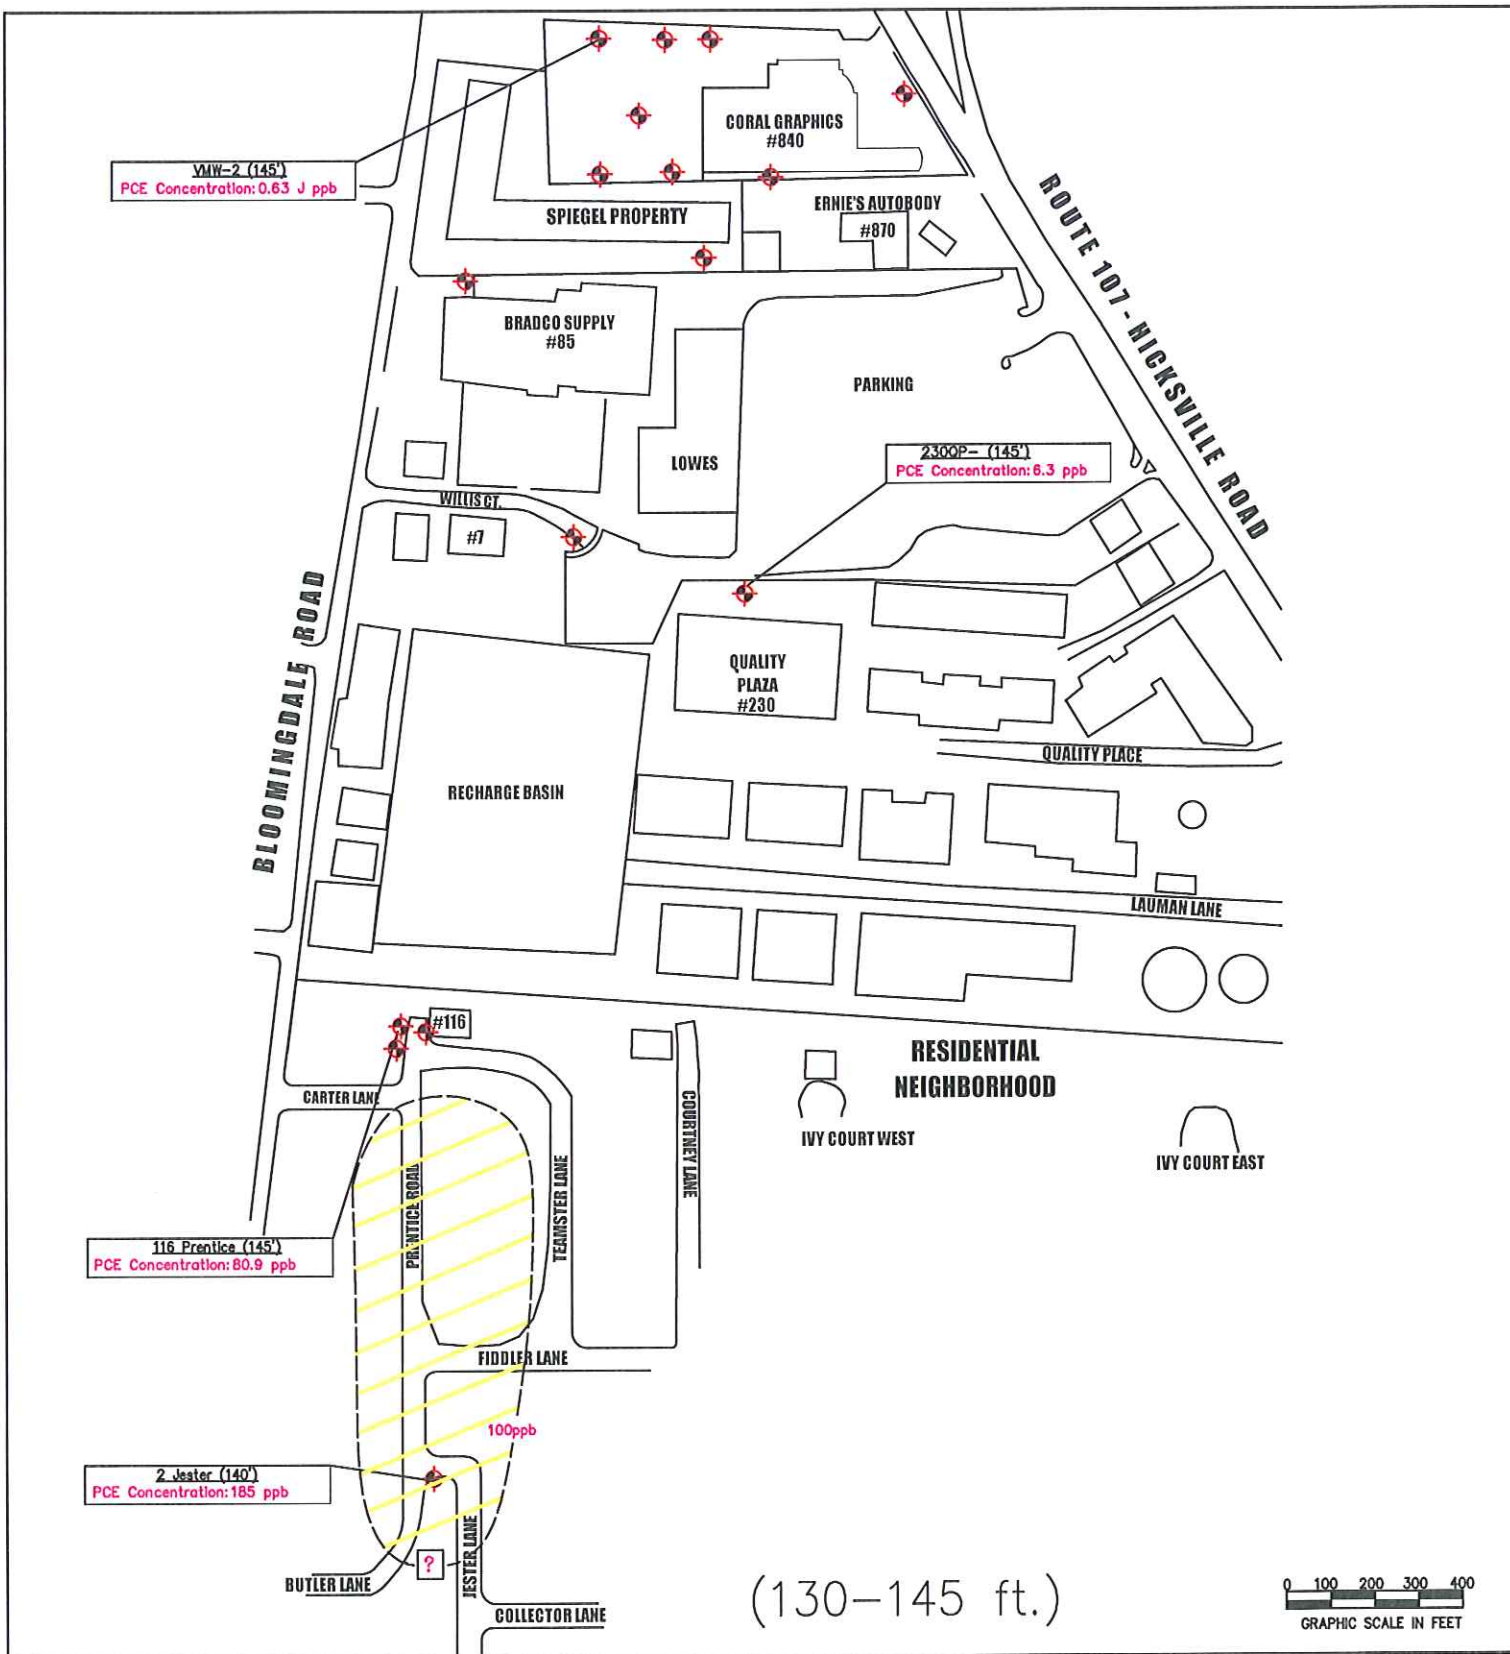 CORAL GRAPHICS
#840
VMW-2 (145')
PCE Concentration: 0.63 J ppb
ERNIE'S AUTOBODY
#870
SPIEGEL PROPERTY
ROUTE 107 - HICKSVILLE ROAD
BRADCO SUPPLY
#85
PARKING
LOWES
230QP- (145')
PCE Concentration: 6.3 ppb
WILLIS CT.
#7
BLOOMINGDALE ROAD
QUALITY
PLAZA
#230
QUALITY PLACE
RECHARGE BASIN
LAUMAN LANE
#116
RESIDENTIAL
NEIGHBORHOOD
CARTER LANE
COURTNEY LANE
IVY COURT WEST
IVY COURT EAST
PRENTICE ROAD
TEAMSTER LANE
116 Prentice (145')
PCE Concentration: 80.9 ppb
FIDDLER LANE
100ppb
2 Jester (140')
PCE Concentration: 185 ppb
JESTER LANE
?
BUTLER LANE
COLLECTOR LANE
(130-145 ft.)
0 100 200 300 400
GRAPHIC SCALE IN FEET